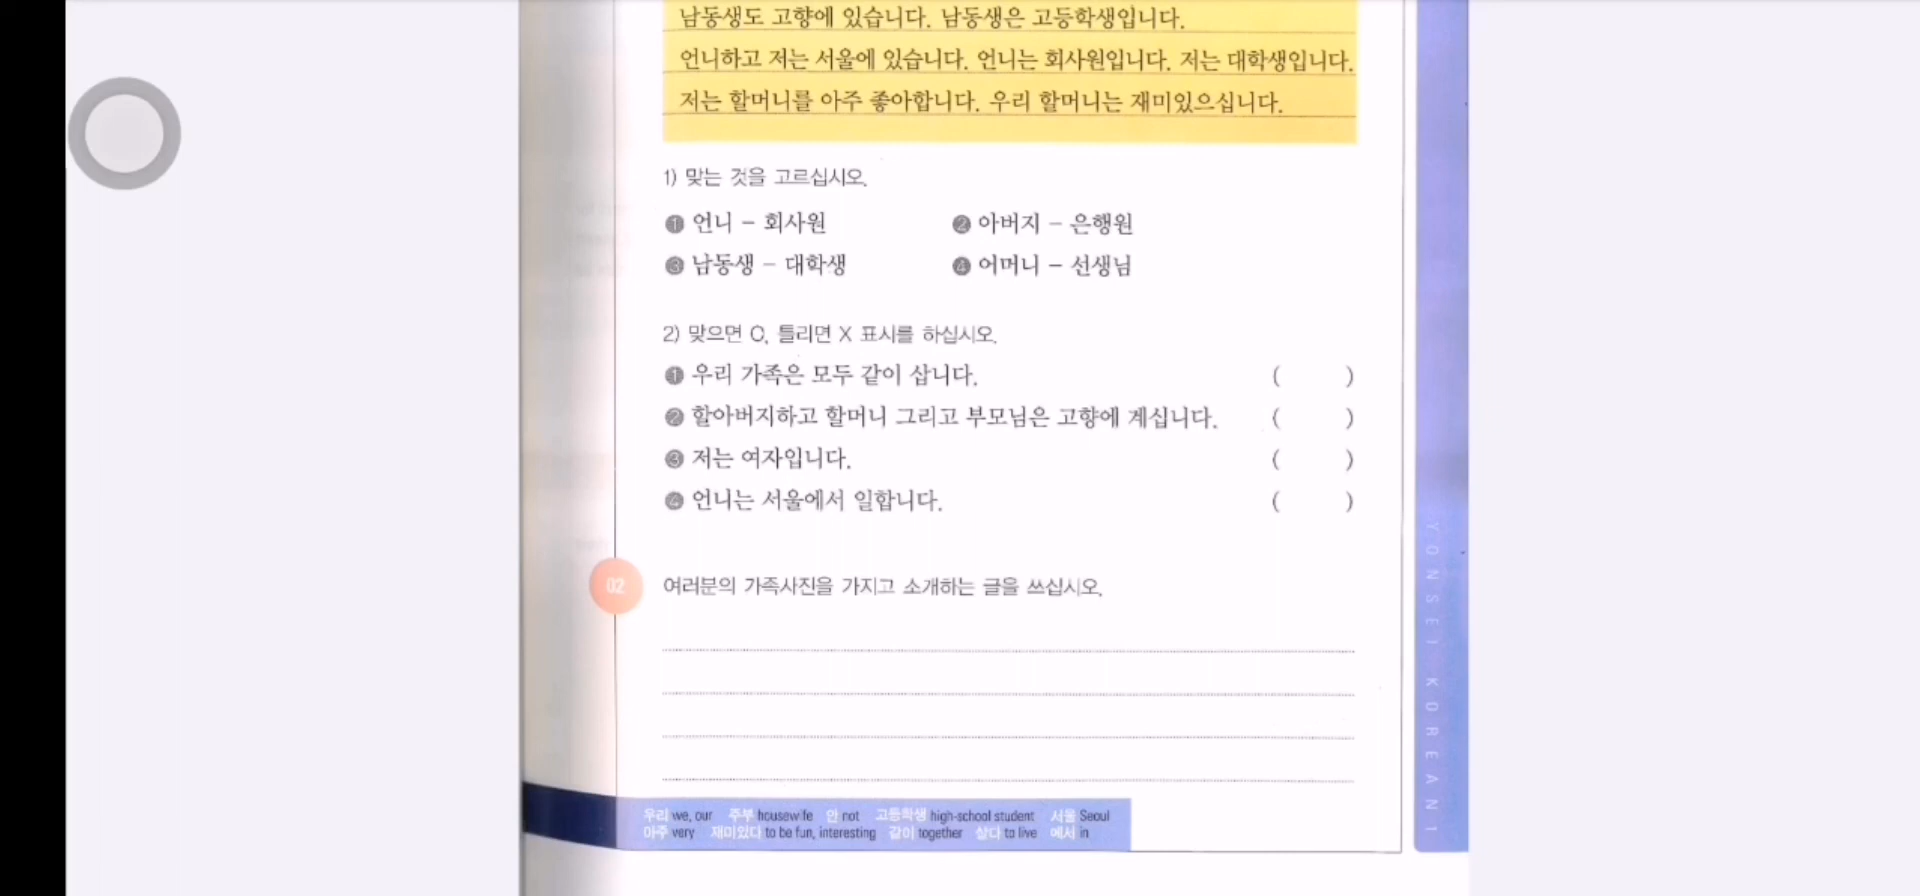 남동생도 고향에 있습니다. 남동생은 고등학생입니다.
언니하고 저는 서울에 있습니다. 언니는 회사원입니다. 저는 대학생입니다.
저는 할머니를 아주 좋아합니다. 우리 할머니는 재미있으십니다.
1) 맞는 것을 고르십시오.
❶ 언니 – 회사원 ❷ 아버지 – 은행원
❸ 남동생 – 대학생 ❹ 어머니 – 선생님
2) 맞으면 O, 틀리면 X 표시를 하십시오.
❶ 우리 가족은 모두 같이 삽니다. ( )
❷ 할아버지하고 할머니 그리고 부모님은 고향에 계십니다. ( )
❸ 저는 여자입니다. ( )
❹ 언니는 서울에서 일합니다. ( )
02 여러분의 가족사진을 가지고 소개하는 글을 쓰십시오.
우리 we, our 주부 housewife 안 not 고등학생 high-school student 서울 Seoul
아주 very 재미있다 to be fun, interesting 같이 together 살다 to live 에서 in
YONSEI KOREAN 1